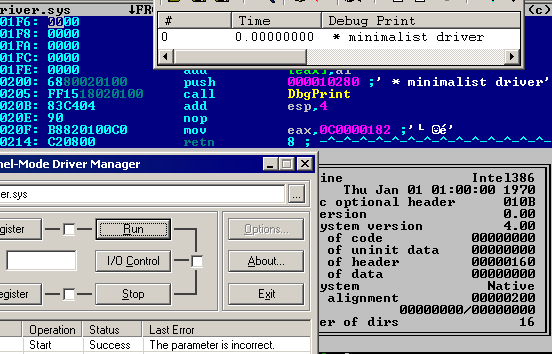 driver.sys ↓FR
(c)
# Time Debug Print
0 0.00000000 * minimalist driver
01F6: 0000
01F8: 0000
01FA: 0000
01FC: 0000
01FE: 0000 add [eax],al
0200: 6880020100 push 000010280 ;' * minimalist driver'
0205: FF1518020100 call DbgPrint
020B: 83C404 add esp,4
020E: 90 nop
020F: B8820100C0 mov eax,0C0000182 ;'└ ☺é'
0214: C20800 retn 8 ; -^-^-^-^-^-^-^-^-^-^-
nel-Mode Driver Manager
er.sys ...
egister Run Options...
I/O Control About...
egister Stop Exit
Operation Status Last Error
Start Success The parameter is incorrect.
ine Intel386
Thu Jan 01 01:00:00 1970
c optional header 010B
ersion 0.00
ystem version 4.00
of code 00000000
of uninit data 00000000
of header 00000160
of data 00000000
ystem Native
alignment 00000200
00000000/00000000
er of dirs 16